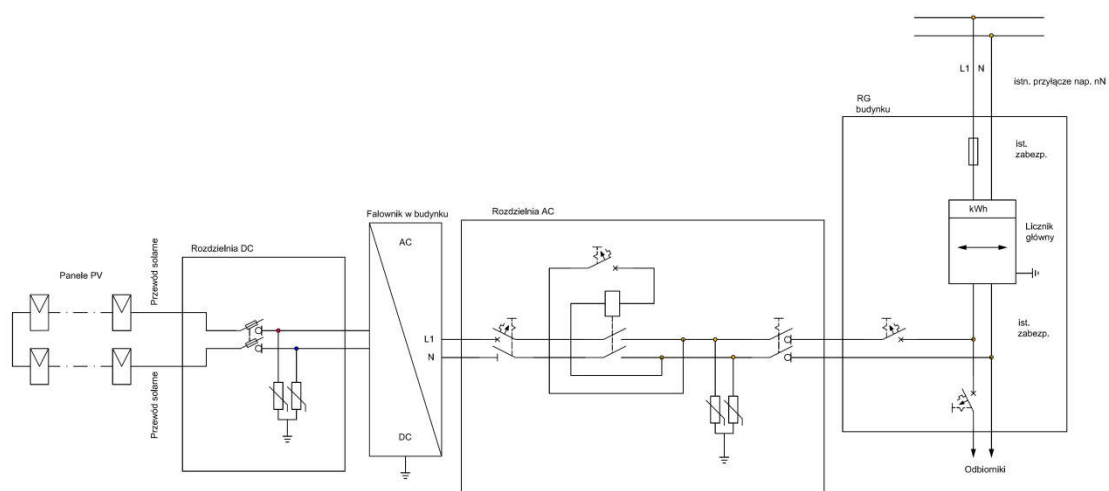 L1 N
istn. przyłącze nap. nN
RG
budynku
ist.
zabezp.
kWh
Licznik
główny
Falownik w budynku
Rozdzielnia AC
AC
Rozdzielnia DC
Przewód solarne
Panele PV
L1
N
ist.
zabezp.
Przewód solarne
DC
Odbiorniki